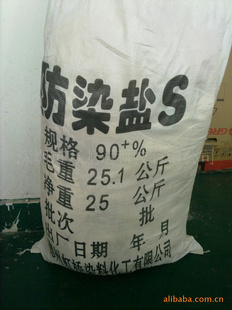 防染盐S
规格 90⁺%
毛重 25.1 公斤
净重 25 公斤
批次 批
出厂日期 年 月
虹桥染料化工有限公司
alibaba.com.cn